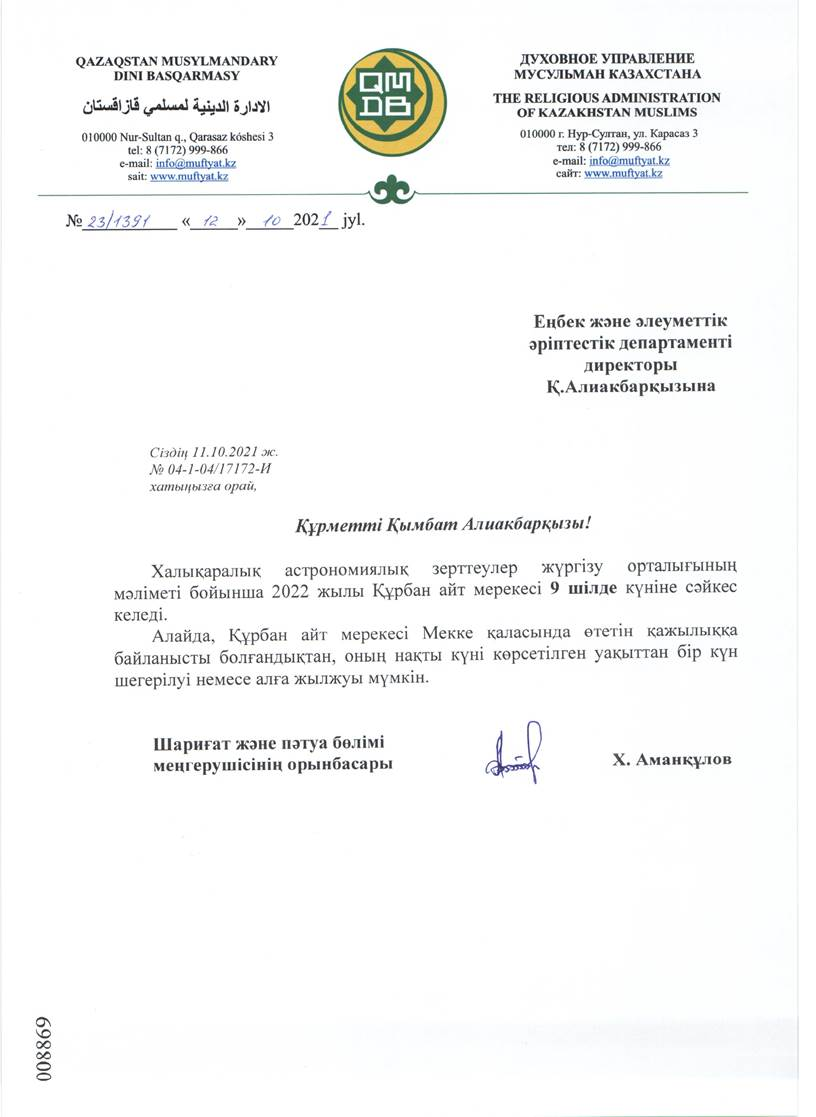 QAZAQSTAN MUSYLMANDARY
DINI BASQARMASY
الادارة الدينية لمسلمي قازاقستان
010000 Nur-Sultan q., Qarasaz kóshesi 3
tel: 8 (7172) 999-866
e-mail: info@muftyat.kz
sait: www.muftyat.kz
QM
DB
ДУХОВНОЕ УПРАВЛЕНИЕ
МУСУЛЬМАН КАЗАХСТАНА
THE RELIGIOUS ADMINISTRATION
OF KAZAKHSTAN MUSLIMS
010000 г. Нур-Султан, ул. Карасаз 3
тел: 8 (7172) 999-866
e-mail: info@muftyat.kz
сайт: www.muftyat.kz
№ 23/1391 « 12 » 10 2021 jyl.
Еңбек және әлеуметтік
әріптестік департаменті
директоры
Қ.Алиакбарқызына
Сіздің 11.10.2021 ж.
№ 04-1-04/17172-И
хатыңызға орай,
Құрметті Қымбат Алиакбарқызы!
Халықаралық астрономиялық зерттеулер жүргізу орталығының
мәліметі бойынша 2022 жылы Құрбан айт мерекесі 9 шілде күніне сәйкес
келеді.
Алайда, Құрбан айт мерекесі Мекке қаласында өтетін қажылыққа
байланысты болғандықтан, оның нақты күні көрсетілген уақыттан бір күн
шегерілуі немесе алға жылжуы мүмкін.
Шариғат және пәтуа бөлімі
меңгерушісінің орынбасары
Х. Аманқұлов
008869